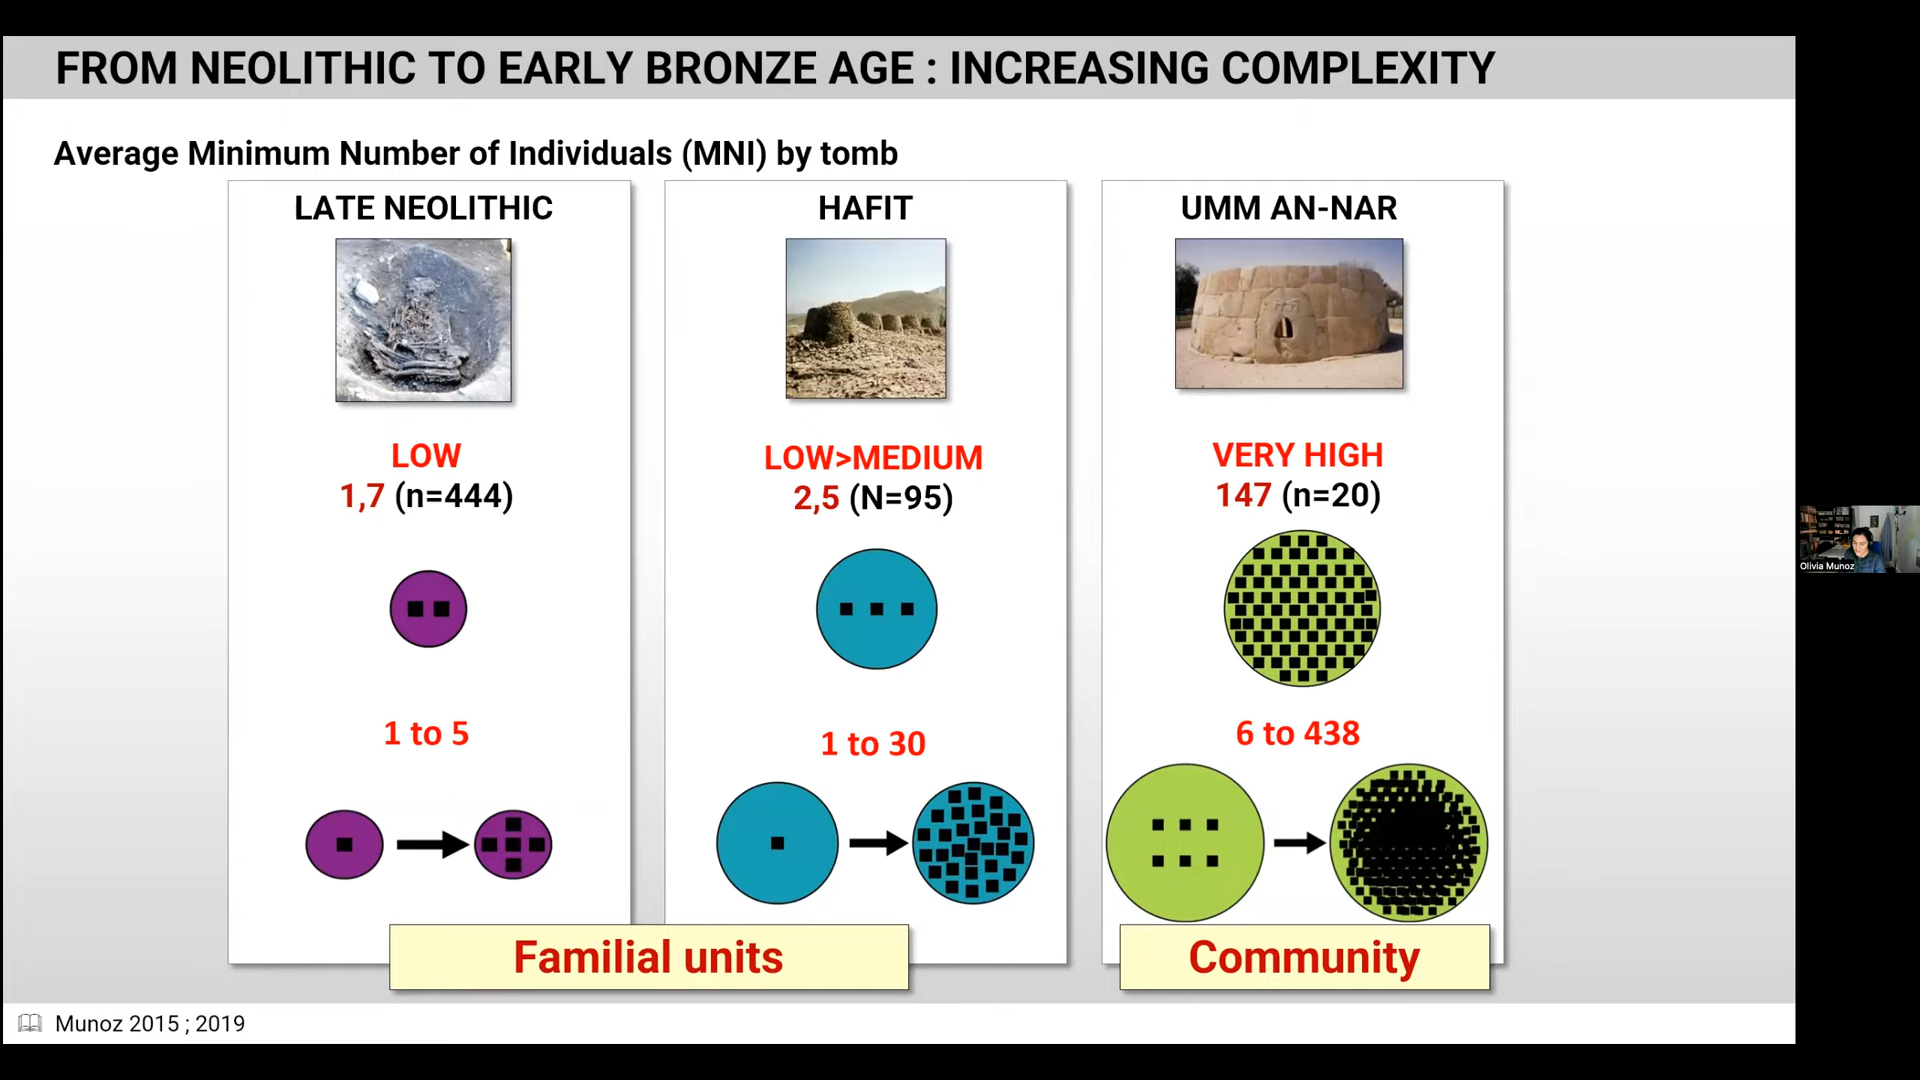 FROM NEOLITHIC TO EARLY BRONZE AGE : INCREASING COMPLEXITY
Average Minimum Number of Individuals (MNI) by tomb
LATE NEOLITHIC
LOW
1,7 (n=444)
1 to 5
HAFIT
LOW>MEDIUM
2,5 (N=95)
1 to 30
UMM AN-NAR
VERY HIGH
147 (n=20)
6 to 438
Familial units
Community
Munoz 2015 ; 2019
Olivia Munoz